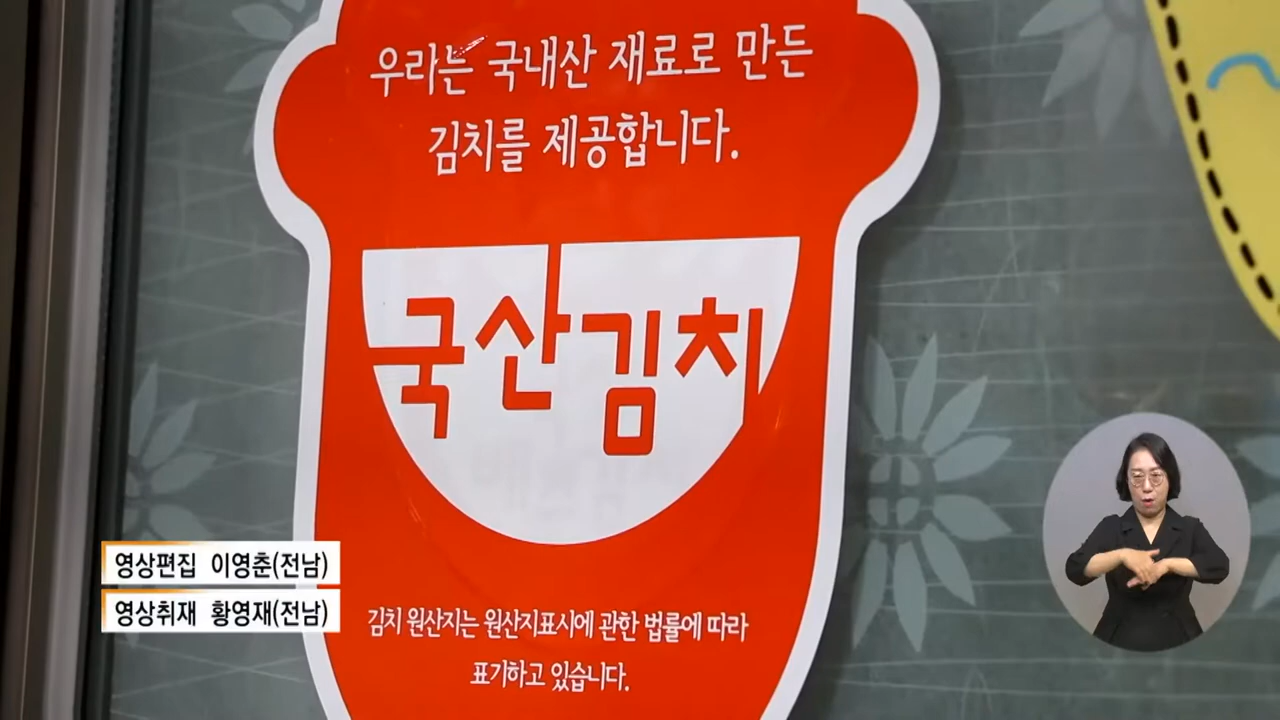 우리는 국내산 재료로 만든
김치를 제공합니다.
국산김치
김치 원산지는 원산지표시에 관한 법률에 따라
표기하고 있습니다.
영상편집 이영춘(전남)
영상취재 황영재(전남)